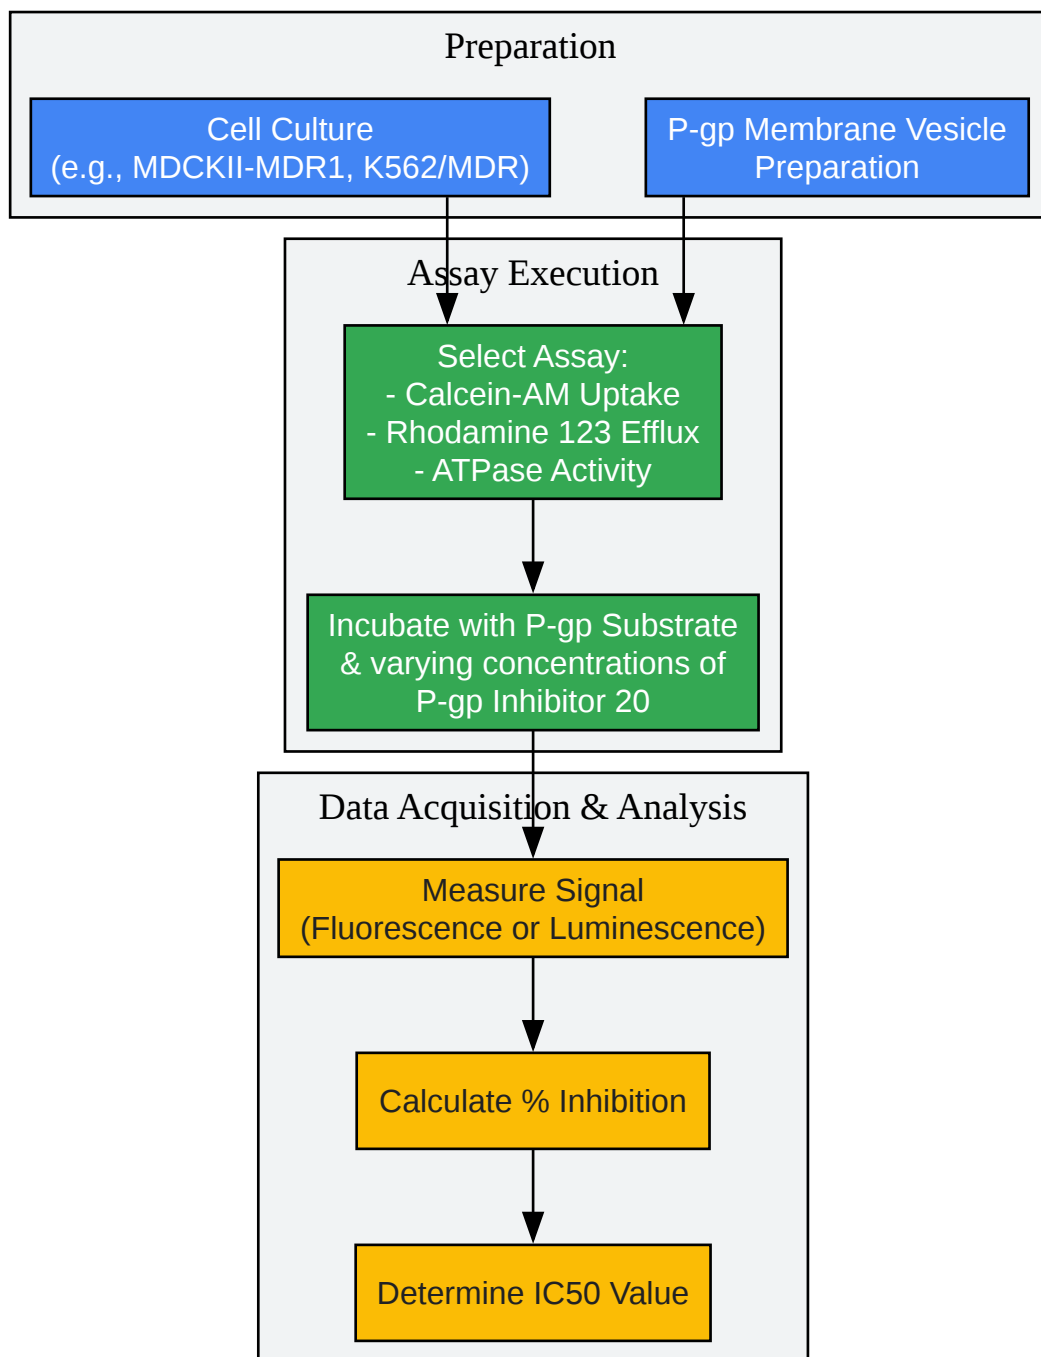 Preparation
Cell Culture
(e.g., MDCKII-MDR1, K562/MDR)
P-gp Membrane Vesicle
Preparation
Assay Execution
Select Assay:
- Calcein-AM Uptake
- Rhodamine 123 Efflux
- ATPase Activity
Incubate with P-gp Substrate
& varying concentrations of
P-gp Inhibitor 20
Data Acquisition & Analysis
Measure Signal
(Fluorescence or Luminescence)
Calculate % Inhibition
Determine IC50 Value